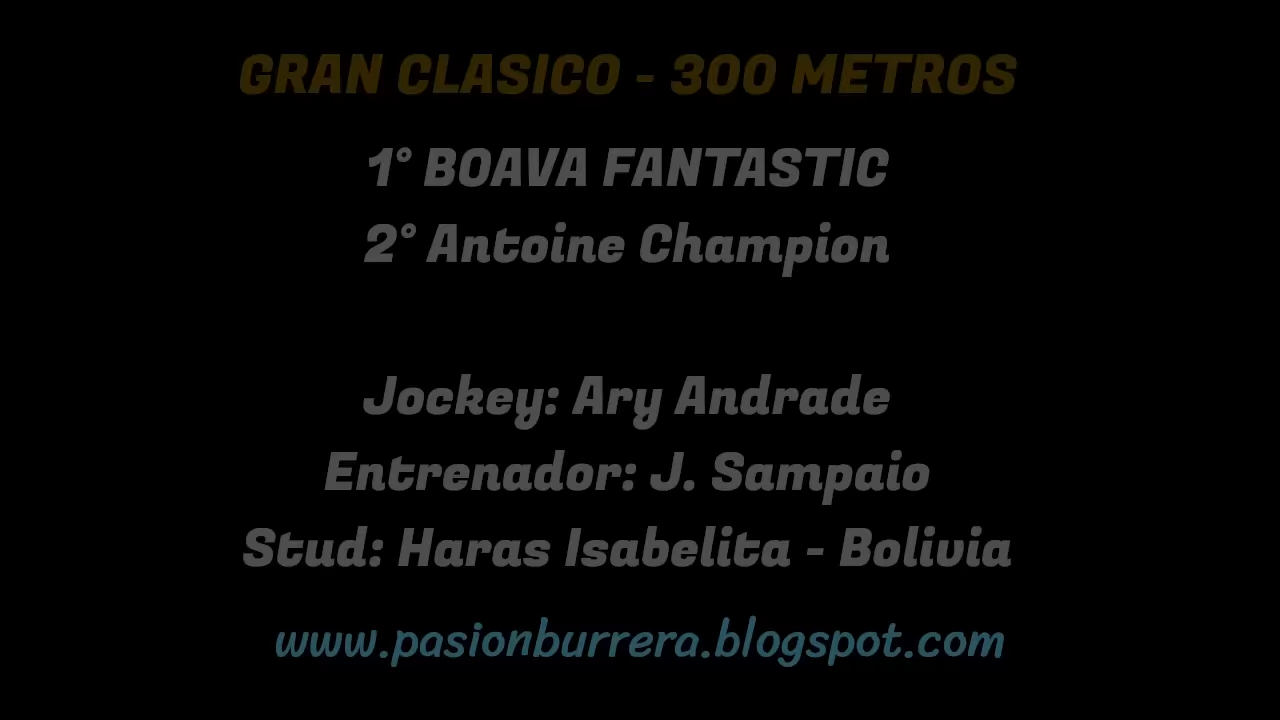 GRAN CLASICO - 300 METROS
1° BOAVA FANTASTIC
2° Antoine Champion
Jockey: Ary Andrade
Entrenador: J. Sampaio
Stud: Haras Isabelita - Bolivia
www.pasionburrera.blogspot.com